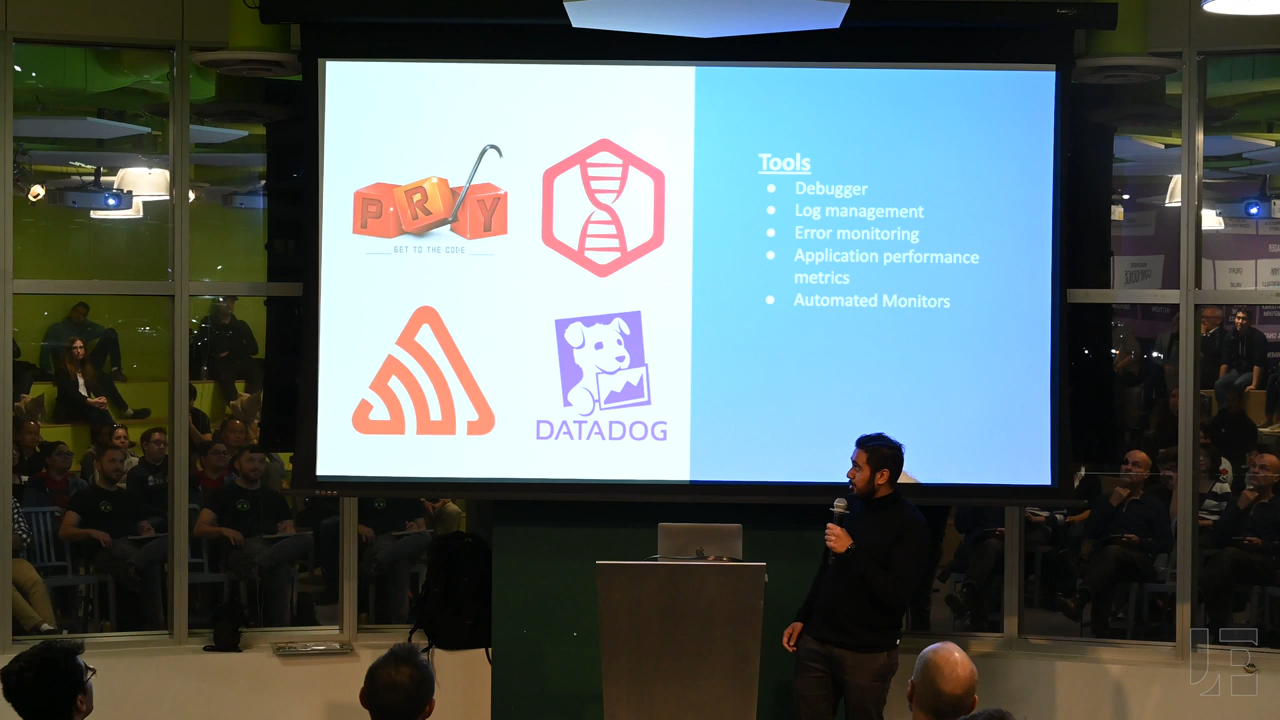 PRY
GET TO THE CODE
DATADOG
Tools
Debugger
Log management
Error monitoring
Application performance
metrics
Automated Monitors